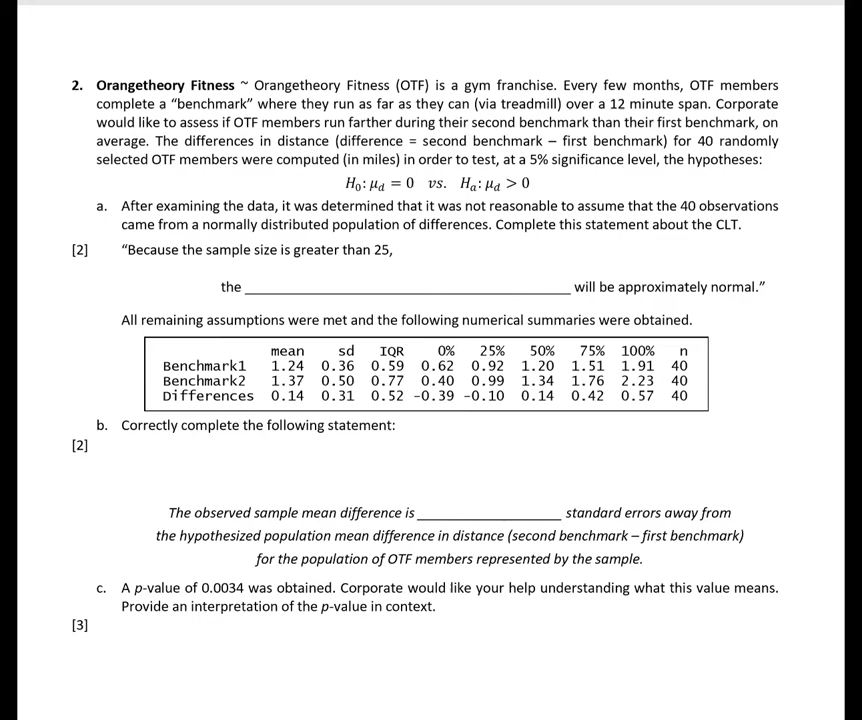 2. Orangetheory Fitness ~ Orangetheory Fitness (OTF) is a gym franchise. Every few months, OTF members
complete a “benchmark” where they run as far as they can (via treadmill) over a 12 minute span. Corporate
would like to assess if OTF members run farther during their second benchmark than their first benchmark, on
average. The differences in distance (difference = second benchmark – first benchmark) for 40 randomly
selected OTF members were computed (in miles) in order to test, at a 5% significance level, the hypotheses:
H₀: μd = 0 vs. Hₐ: μd > 0
a. After examining the data, it was determined that it was not reasonable to assume that the 40 observations
came from a normally distributed population of differences. Complete this statement about the CLT.
[2] “Because the sample size is greater than 25,
the ______________________________ will be approximately normal.”
All remaining assumptions were met and the following numerical summaries were obtained.
mean sd IQR 0% 25% 50% 75% 100% n
Benchmark1 1.24 0.36 0.59 0.62 0.92 1.20 1.51 1.91 40
Benchmark2 1.37 0.50 0.77 0.40 0.99 1.34 1.76 2.23 40
Differences 0.14 0.31 0.52 -0.39 -0.10 0.14 0.42 0.57 40
b. Correctly complete the following statement:
[2]
The observed sample mean difference is ______________ standard errors away from
the hypothesized population mean difference in distance (second benchmark – first benchmark)
for the population of OTF members represented by the sample.
c. A p-value of 0.0034 was obtained. Corporate would like your help understanding what this value means.
Provide an interpretation of the p-value in context.
[3]